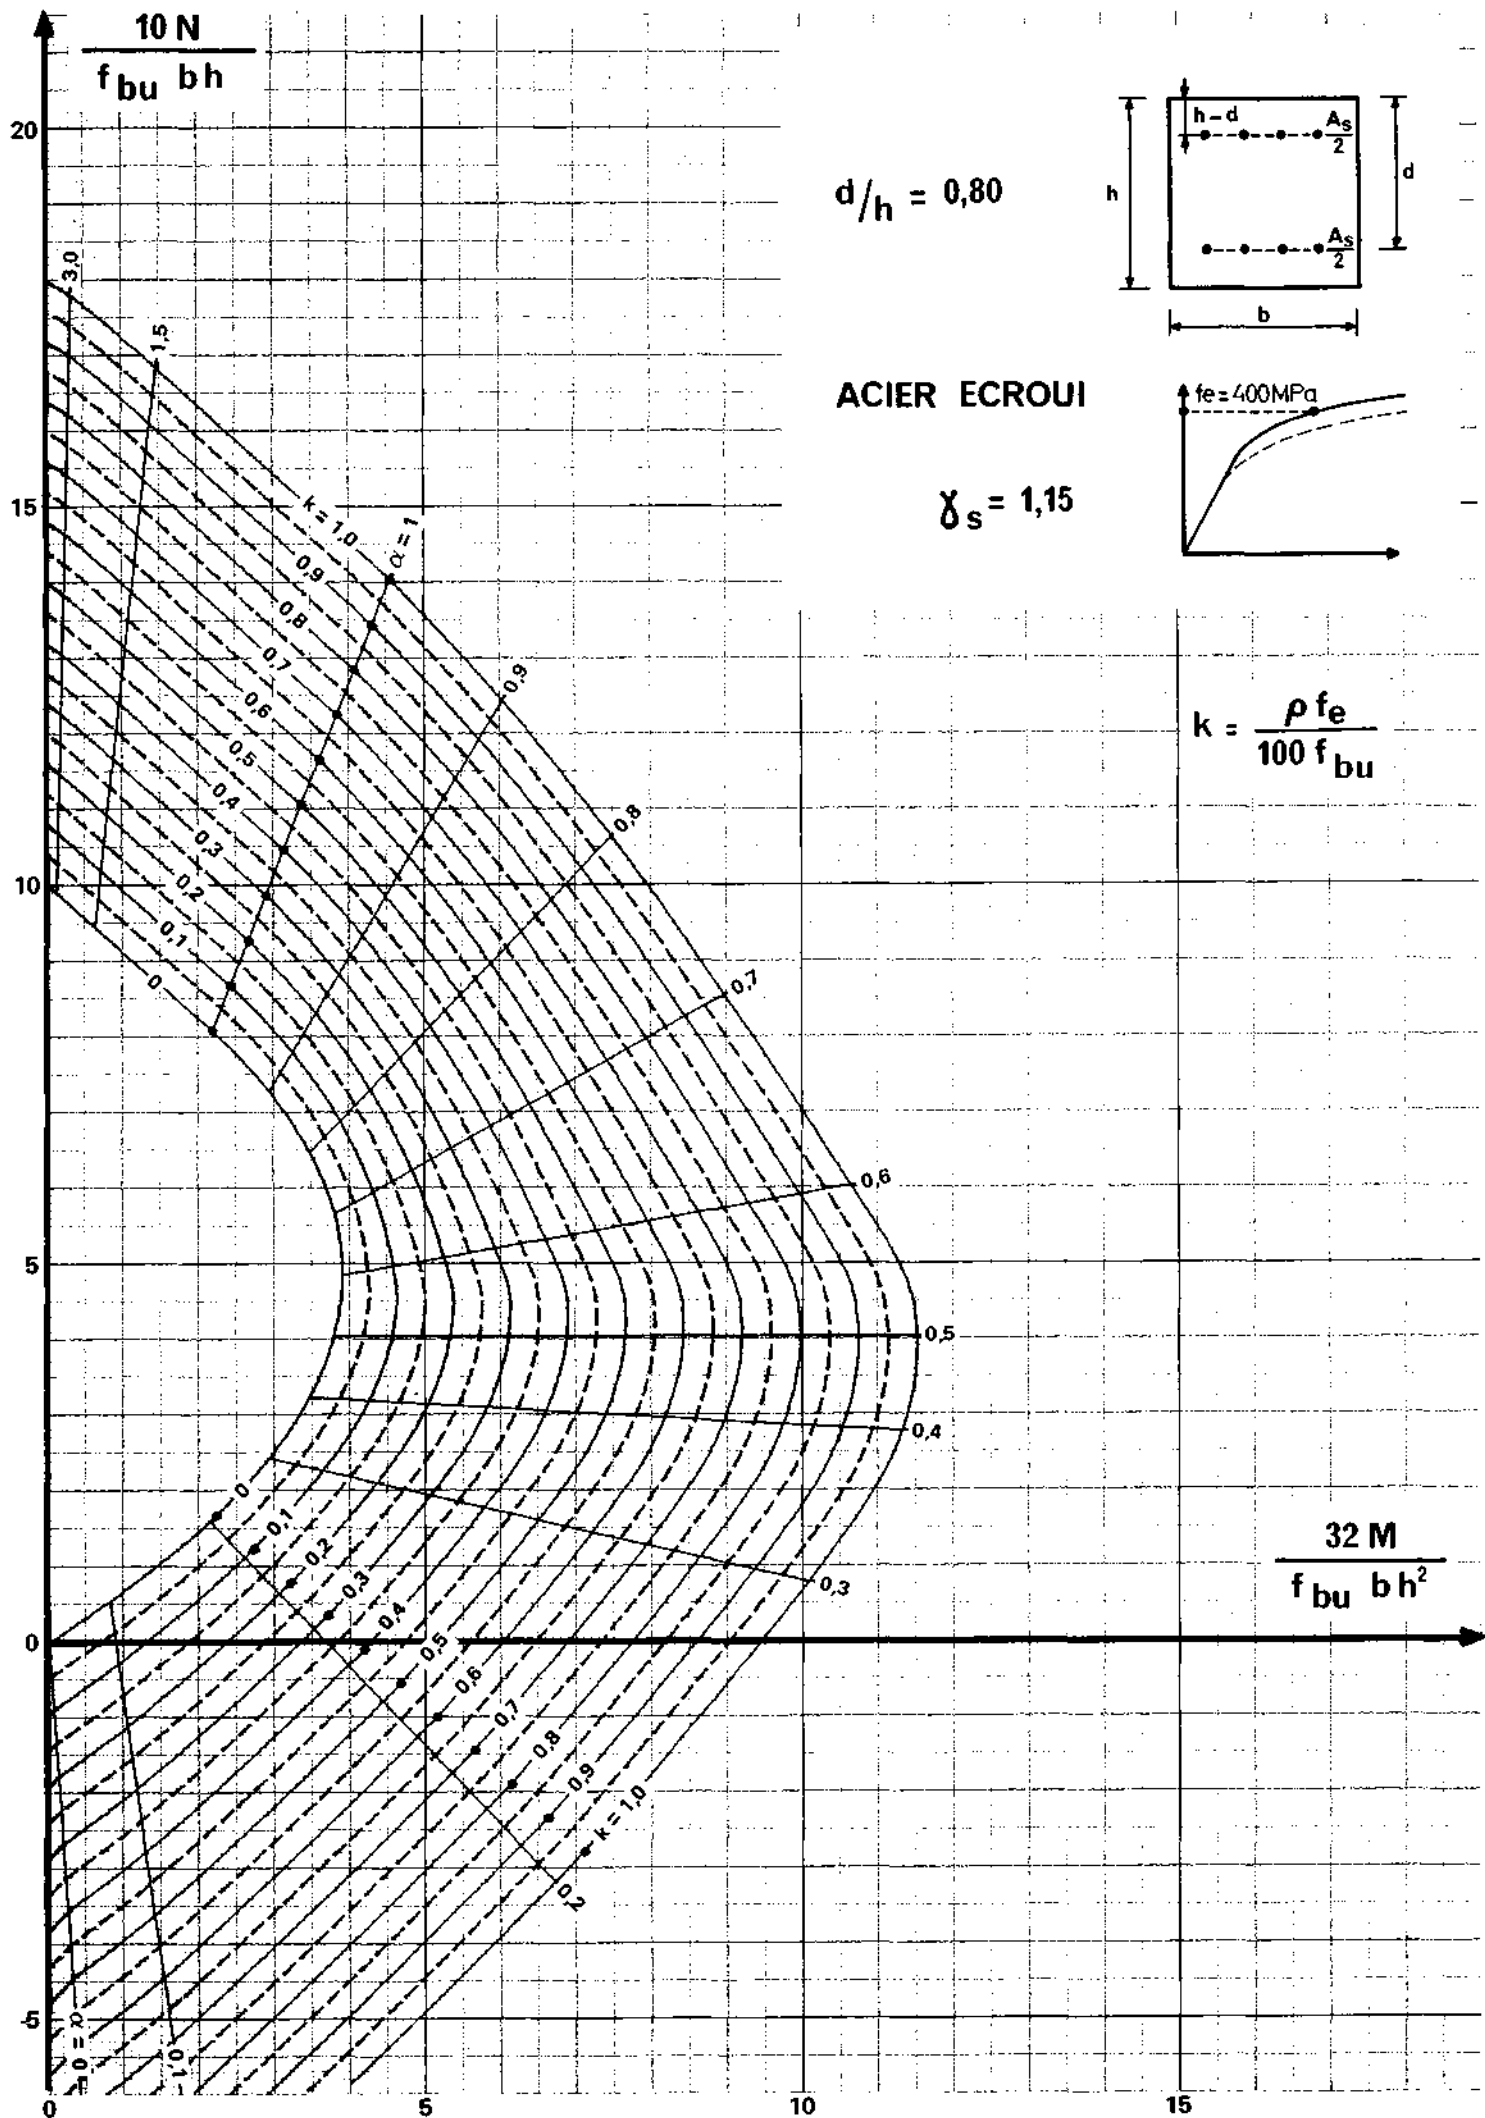 10 N
f bu bh
20
15
10
5
0
-5
0
5
10
15
d/h = 0,80
h-d
As
2
h
d
As
2
b
ACIER ECROUI
fe = 400MPa
γs = 1,15
k = ρ fe
100 f bu
32 M
f bu bh²
3,0
1,5
k = 1,0
α = 1
0,9
0,8
0,7
0,6
0,5
0,4
0,3
0,2
0,1
0
0,9
0,8
0,7
0,6
0,5
0,4
0,3
0
0,1
0,2
0,3
0,4
0,5
0,6
0,7
0,8
0,9
k = 1,0
0,2
α = 0
0,1